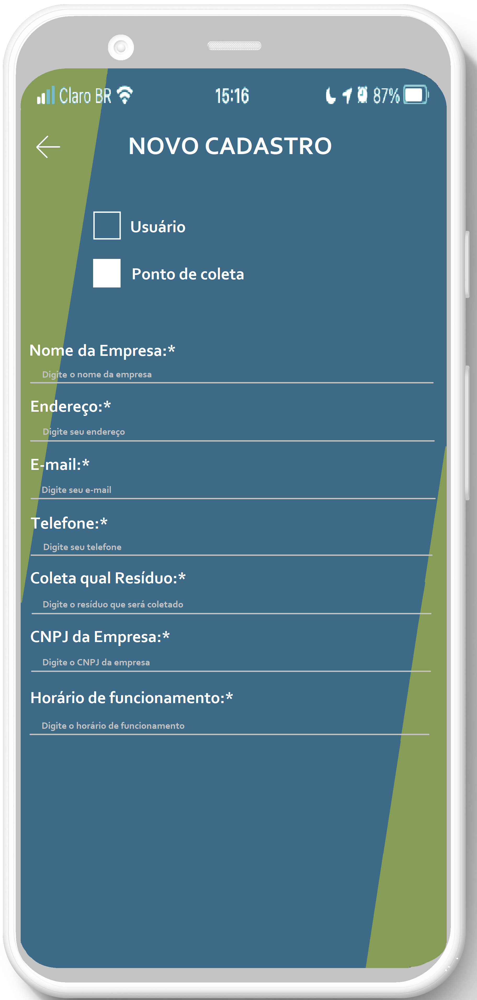 Claro BR 15:16 87%
NOVO CADASTRO
Usuário
Ponto de coleta
Nome da Empresa:*
Digite o nome da empresa
Endereço:*
Digite seu endereço
E-mail:*
Digite seu e-mail
Telefone:*
Digite seu telefone
Coleta qual Resíduo:*
Digite o resíduo que será coletado
CNPJ da Empresa:*
Digite o CNPJ da empresa
Horário de funcionamento:*
Digite o horário de funcionamento